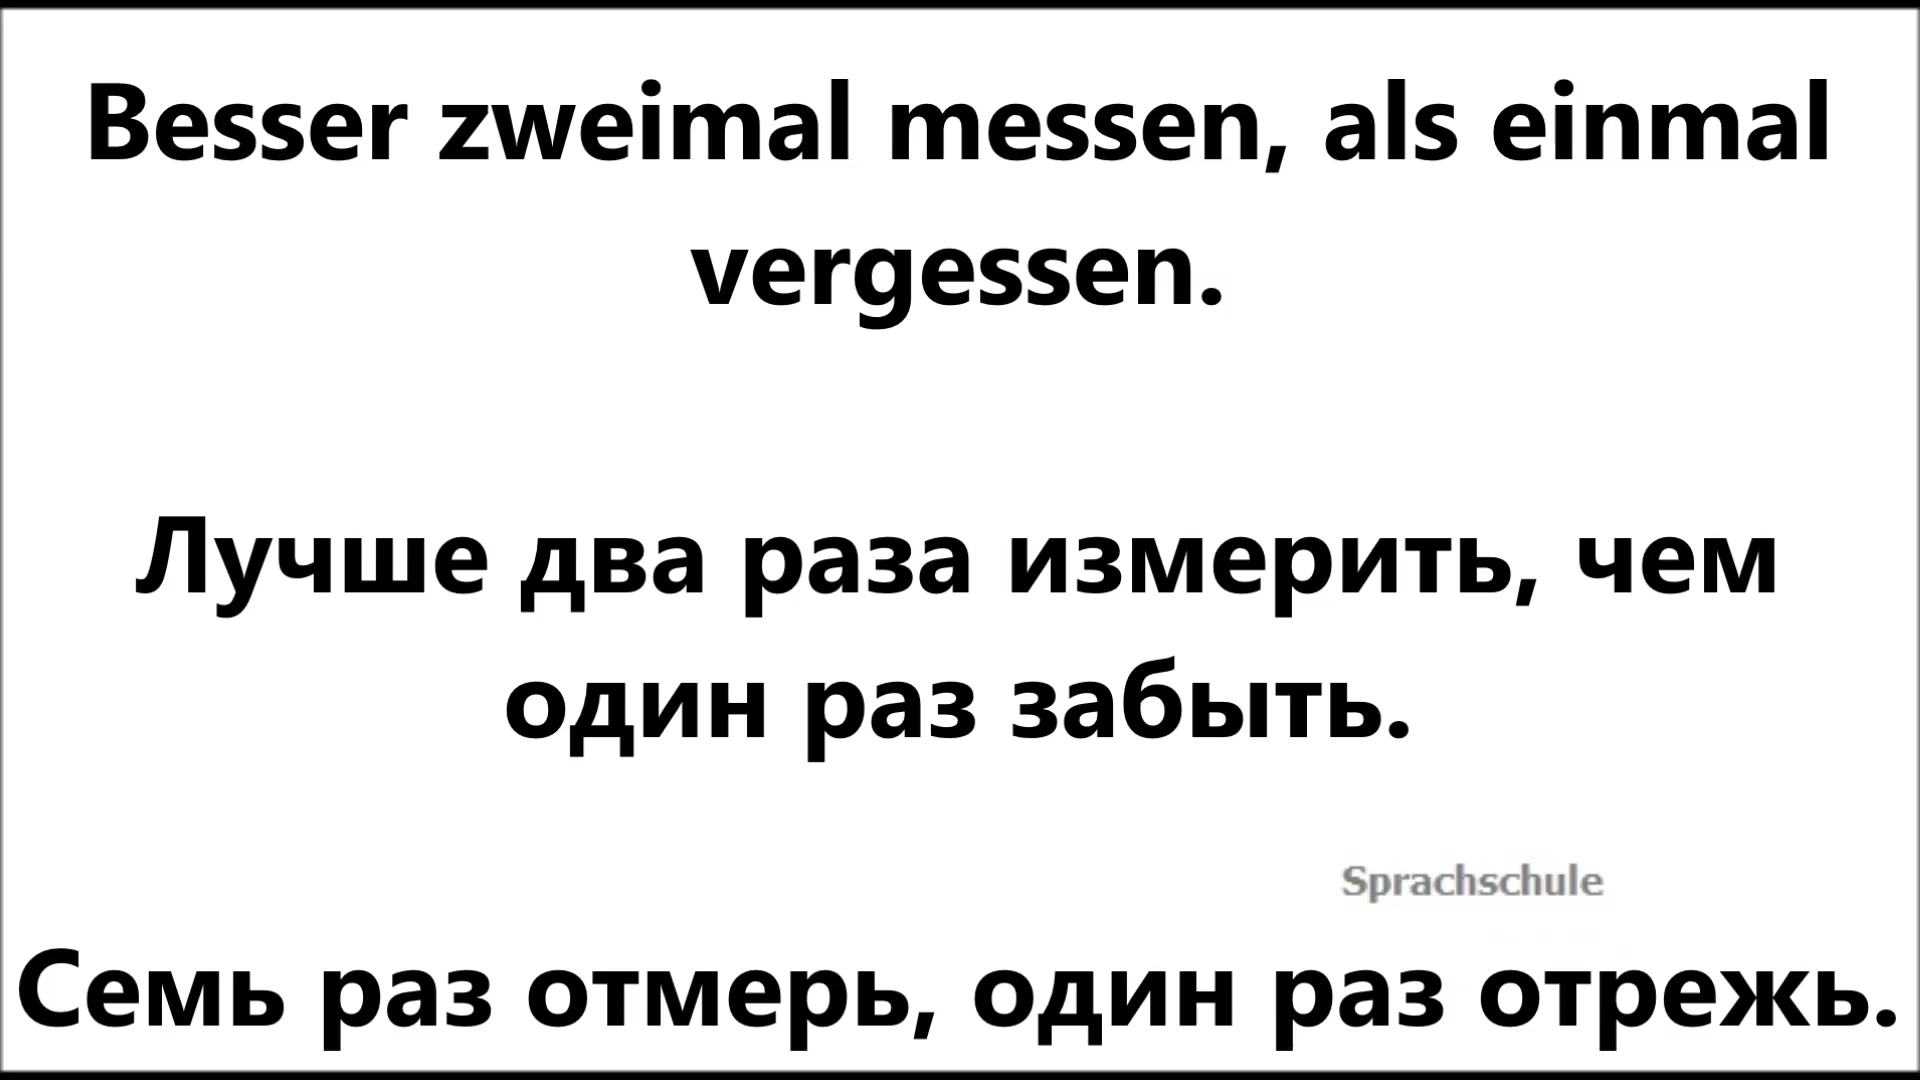 Besser zweimal messen, als einmal
vergessen.
Лучше два раза измерить, чем
один раз забыть.
Sprachschule
Семь раз отмерь, один раз отрежь.